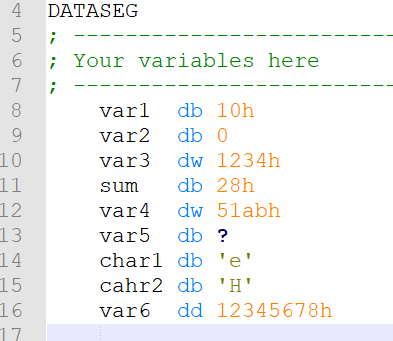 4 DATASEG
5 ; -------------------------
6 ; Your variables here
7 ; -------------------------
8 var1 db 10h
9 var2 db 0
10 var3 dw 1234h
11 sum db 28h
12 var4 dw 51abh
13 var5 db ?
14 char1 db 'e'
15 cahr2 db 'H'
16 var6 dd 12345678h
17